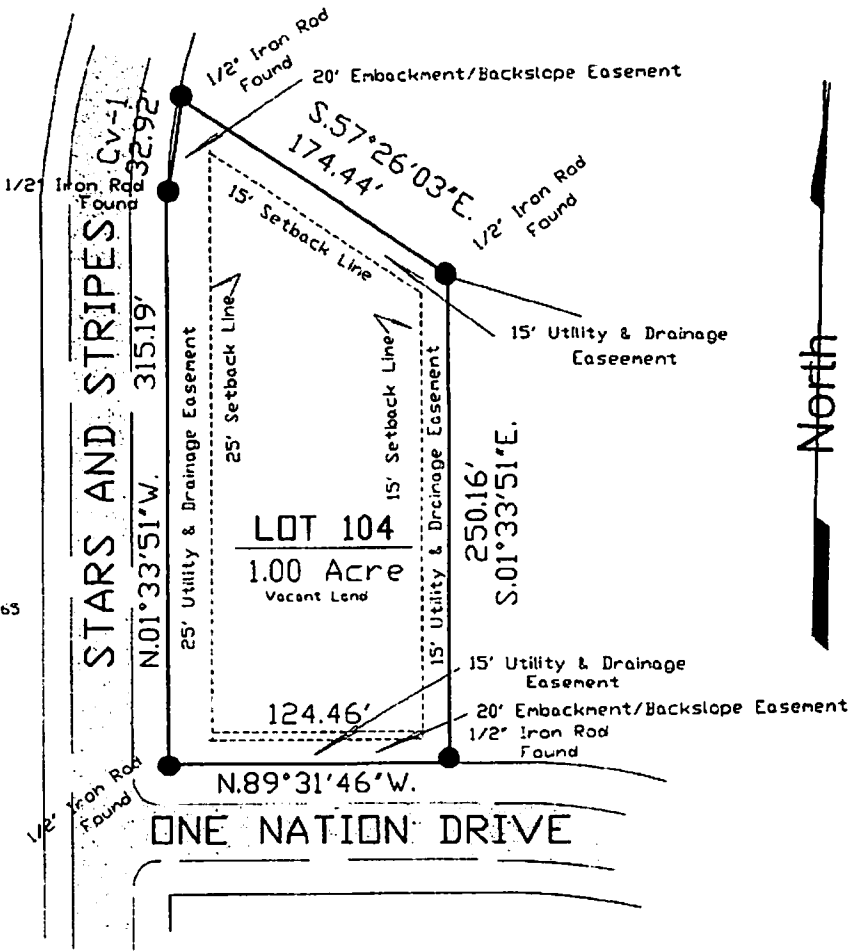 1/2" Iron Rod
Found
20' Embackment/Backslope Easement
Cv-1
32.92'
S.57°26'03"E.
174.44'
1/2" Iron Rod
Found
1/2" Iron Rod
Found
15' Setback Line
15' Utility & Drainage
Easeement
STARS AND STRIPES
N.01°33'51"W.
315.19'
25' Utility & Drainage Easement
25' Setback Line
15' Setback Line
15' Utility & Drainage Easement
250.16'
S.01°33'51"E.
North
LOT 104
1.00 Acre
Vacant Land
63
15' Utility & Drainage
Easement
124.46'
20' Embackment/Backslope Easement
1/2" Iron Rod
Found
N.89°31'46"W.
1/2" Iron Rod
Found
ONE NATION DRIVE